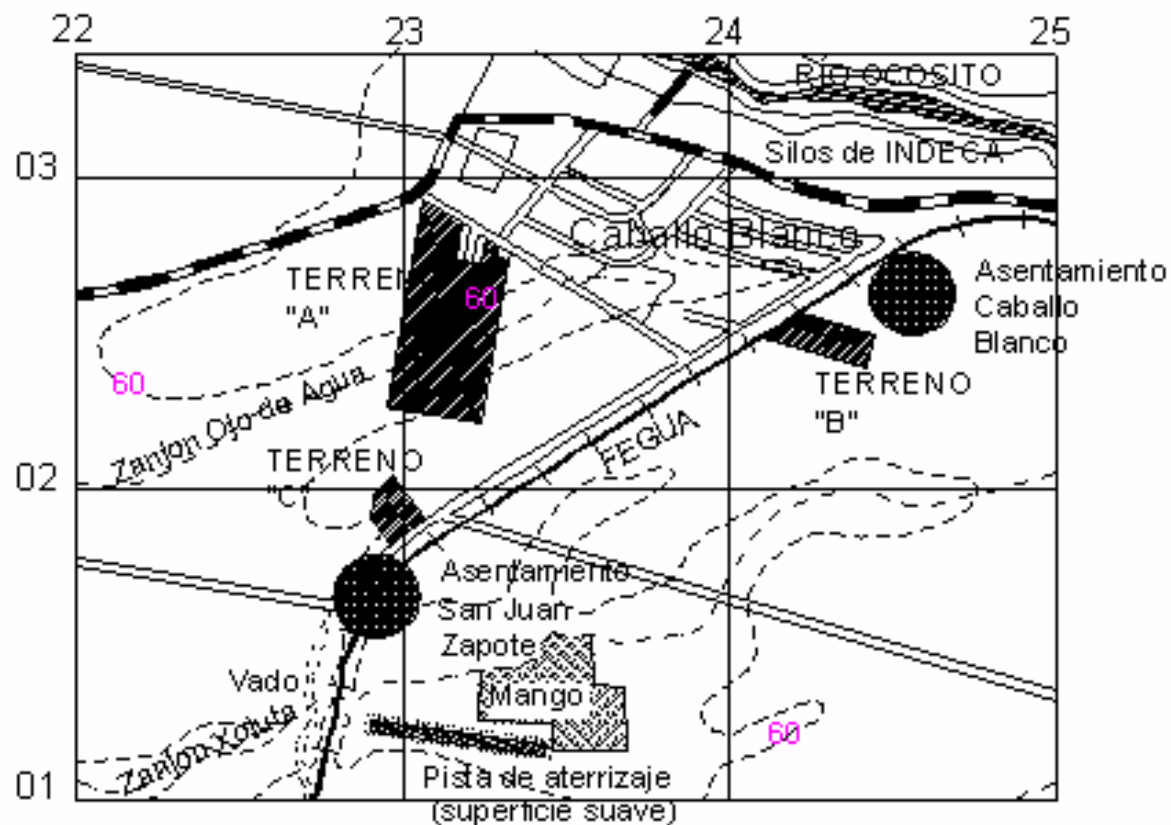 22 23 24 25
RIO OCOSITO
Silos de INDECA
03
Caballo Blanco
TERREN
"A"
60
Asentamiento
Caballo
Blanco
60
TERRENO
"B"
Zanjon Ojo de Agua
FEGUA
TERRENO
"C"
02
Asentamiento
San Juan
Zapote
Vado
Mango
Zanjon Xoluta
60
Pista de aterrizaje
(superficie suave)
01